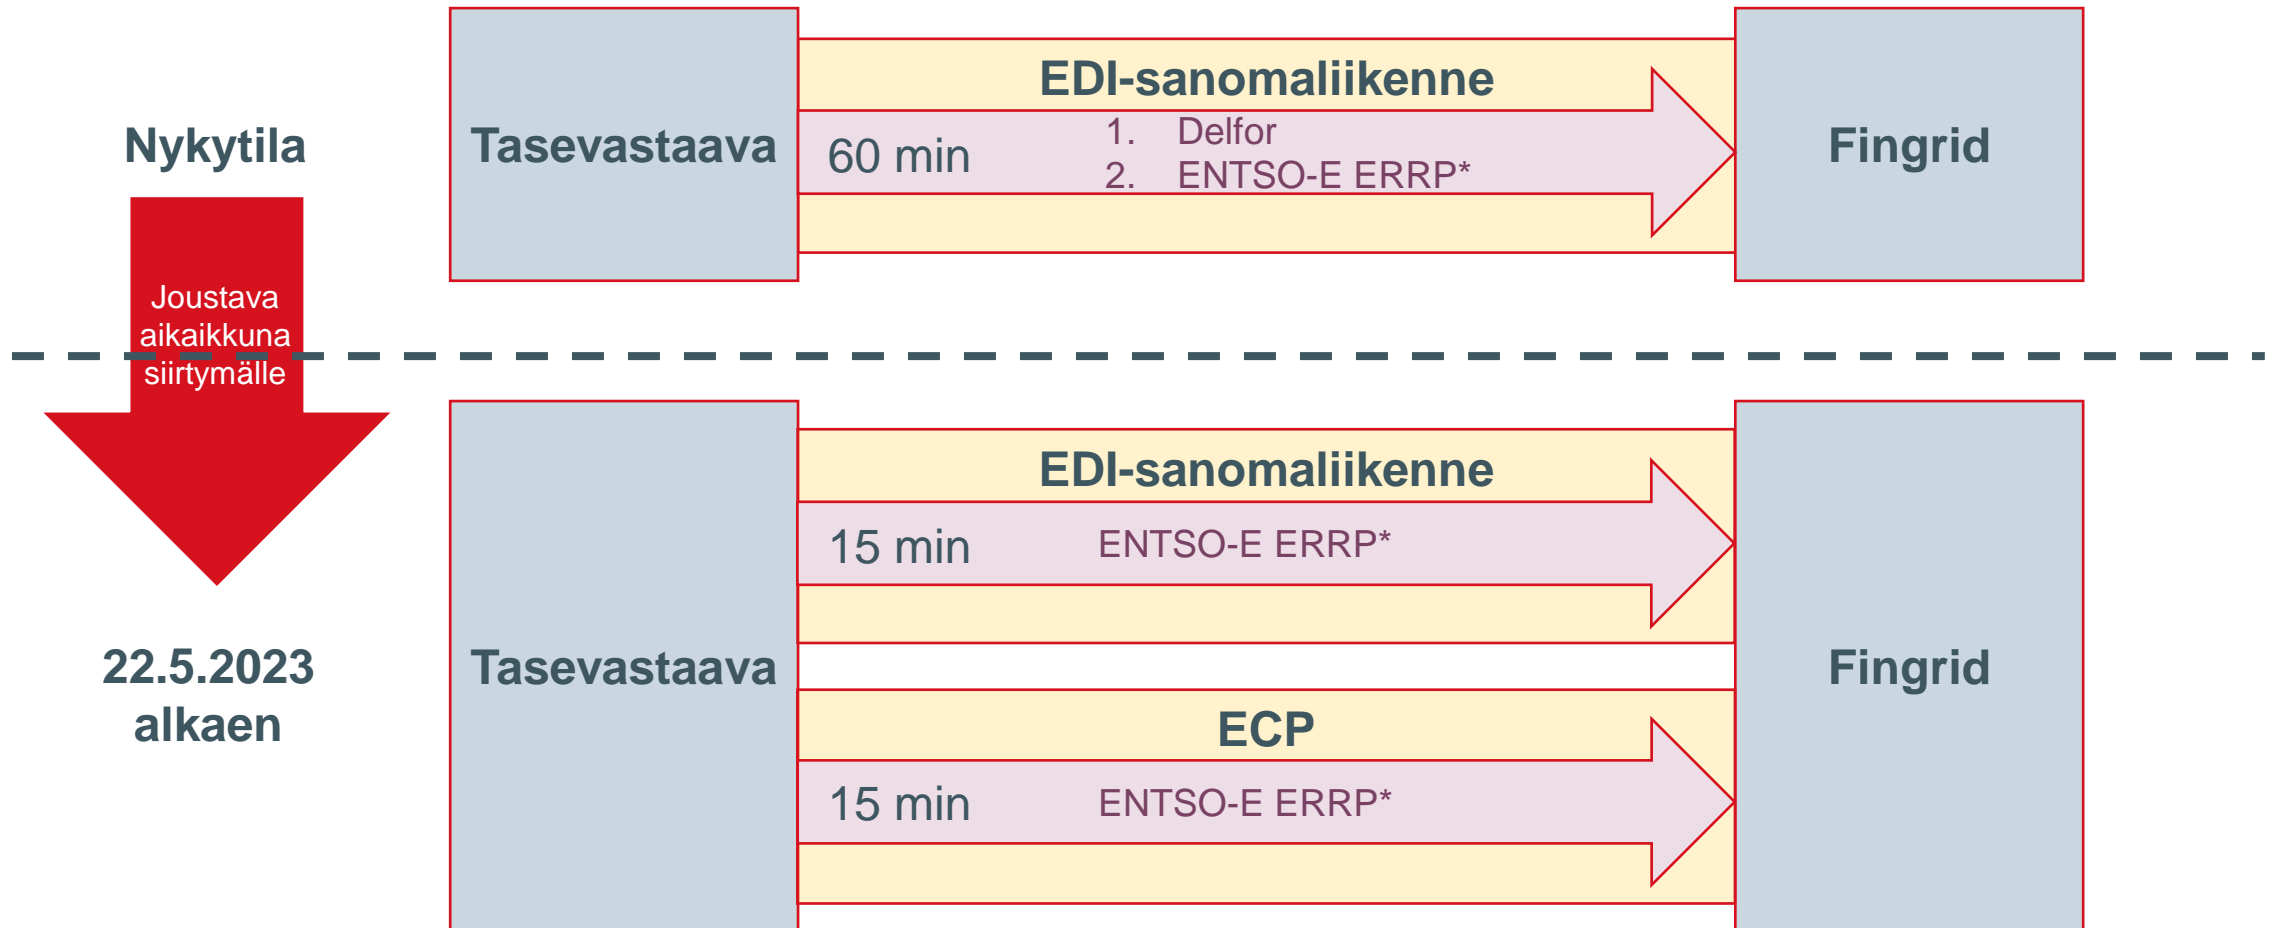 Nykytila
Tasevastaava
EDI-sanomaliikenne
60 min
1. Delfor
2. ENTSO-E ERRP*
Fingrid
Joustava
aikaikkuna
siirtymälle
22.5.2023
alkaen
Tasevastaava
EDI-sanomaliikenne
15 min
ENTSO-E ERRP*
ECP
15 min
ENTSO-E ERRP*
Fingrid